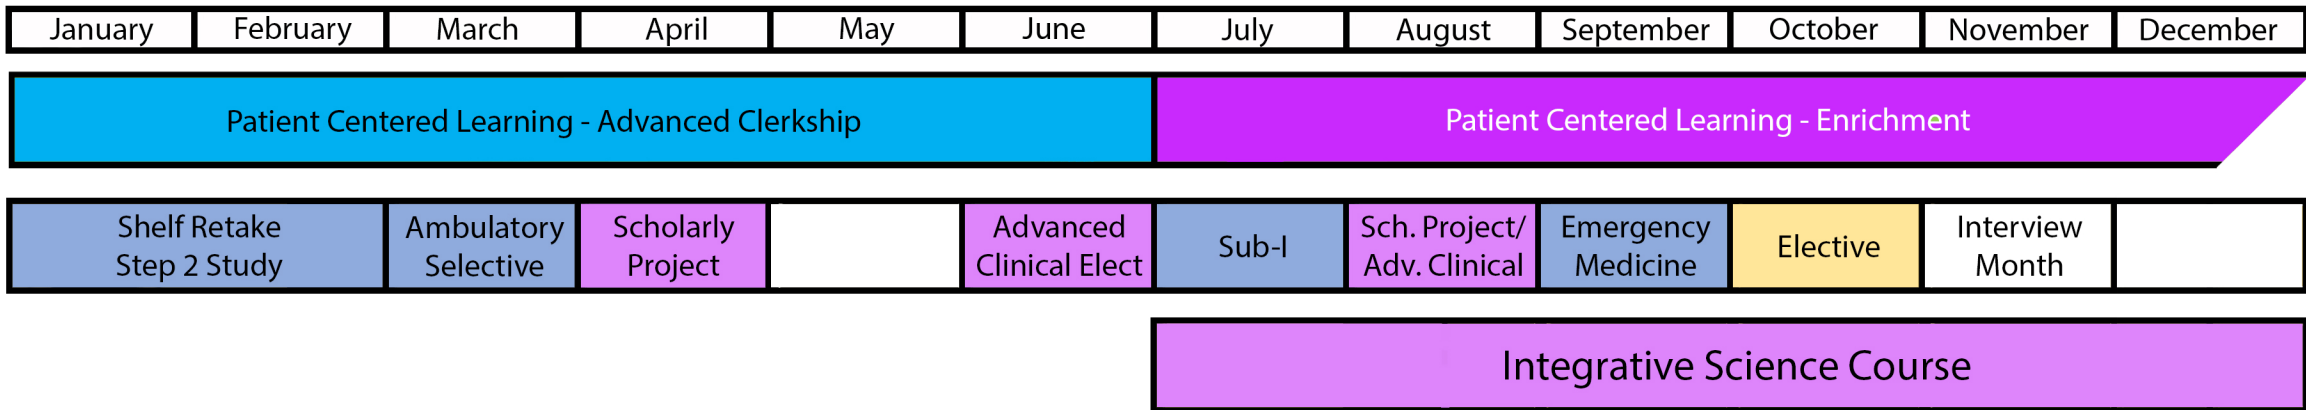 January February March April May June July August September October November December
Patient Centered Learning - Advanced Clerkship
Patient Centered Learning - Enrichment
Shelf Retake
Step 2 Study
Ambulatory
Selective
Scholarly
Project
Advanced
Clinical Elect
Sub-I
Sch. Project/
Adv. Clinical
Emergency
Medicine
Elective
Interview
Month
Integrative Science Course